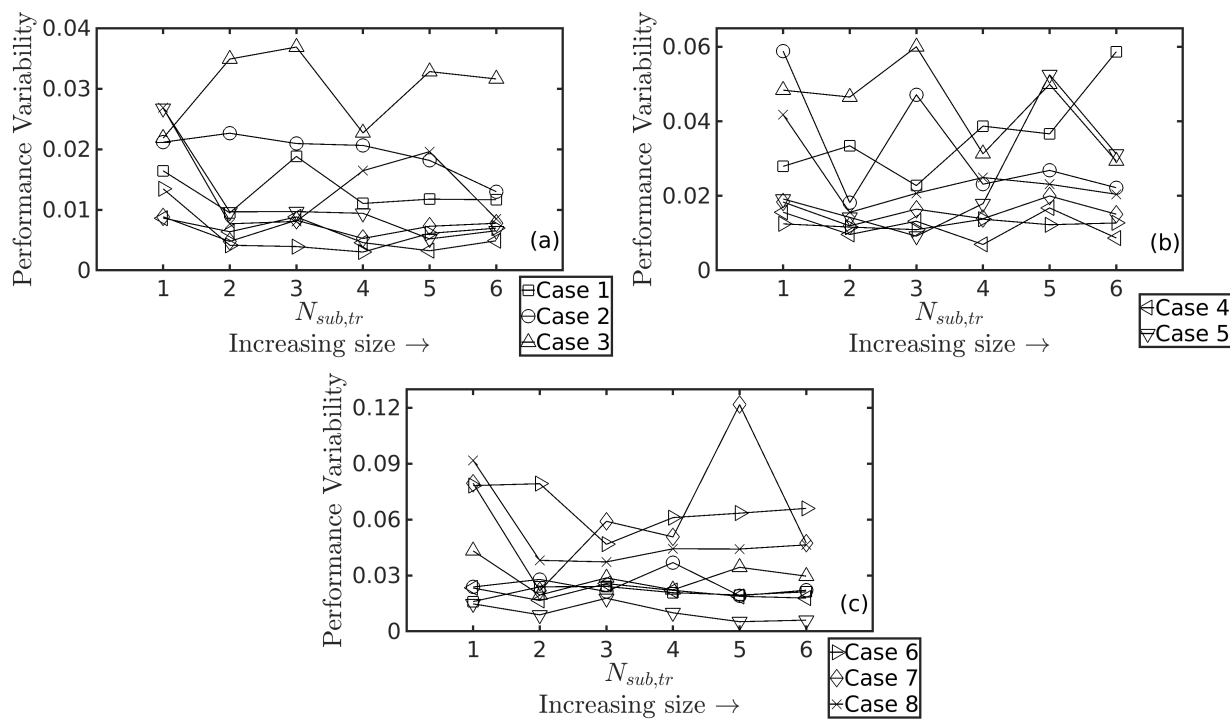 Performance Variability
0.04
0.03
0.02
0.01
0
1 2 3 4 5 6
N_{sub,tr}
Increasing size →
(a)
Case 1
Case 2
Case 3
Performance Variability
0.06
0.04
0.02
0
1 2 3 4 5 6
N_{sub,tr}
Increasing size →
(b)
Case 4
Case 5
Performance Variability
0.12
0.09
0.06
0.03
0
1 2 3 4 5 6
N_{sub,tr}
Increasing size →
(c)
Case 6
Case 7
Case 8